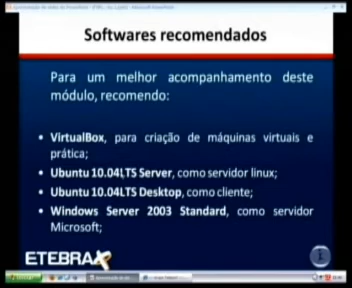 Softwares recomendados
Para um melhor acompanhamento deste
módulo, recomendo:
• VirtualBox, para criação de máquinas virtuais e
prática;
• Ubuntu 10.04LTS Server, como servidor linux;
• Ubuntu 10.04LTS Desktop, como cliente;
• Windows Server 2003 Standard, como servidor
Microsoft;
ETEBRAX